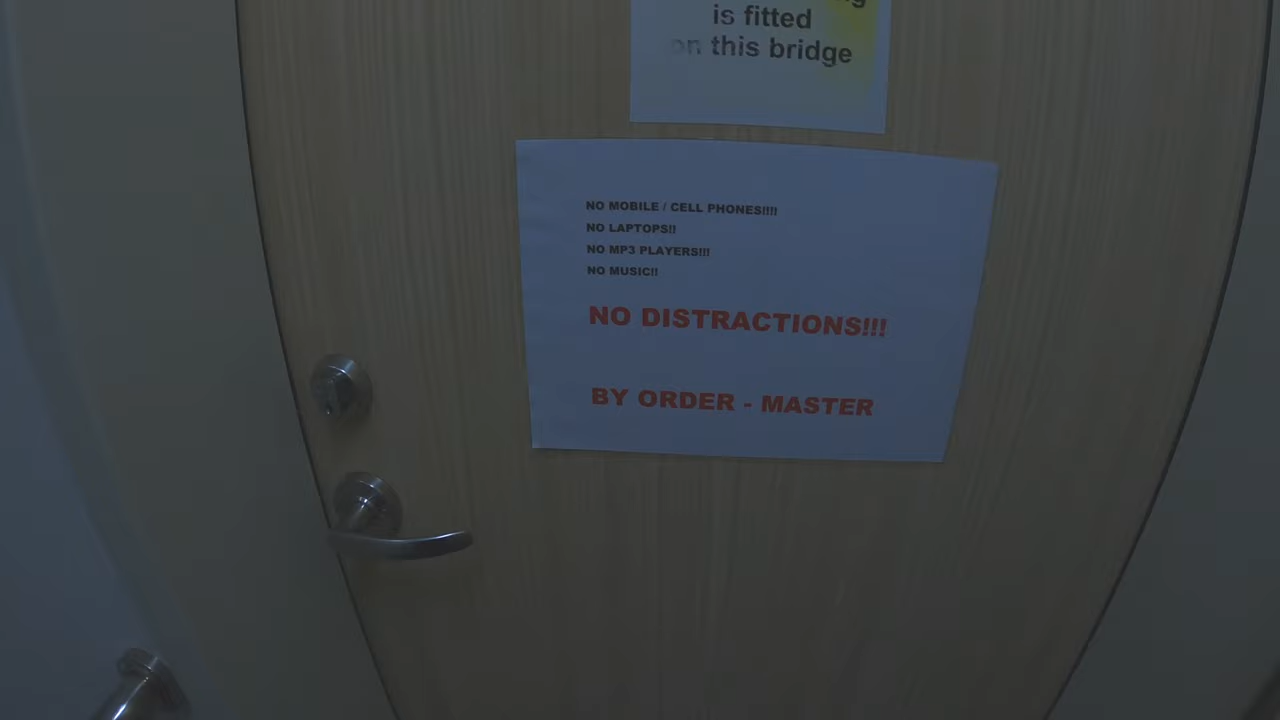 is fitted
on this bridge
NO MOBILE / CELL PHONES!!!!
NO LAPTOPS!!
NO MP3 PLAYERS!!!
NO MUSIC!!
NO DISTRACTIONS!!!
BY ORDER - MASTER